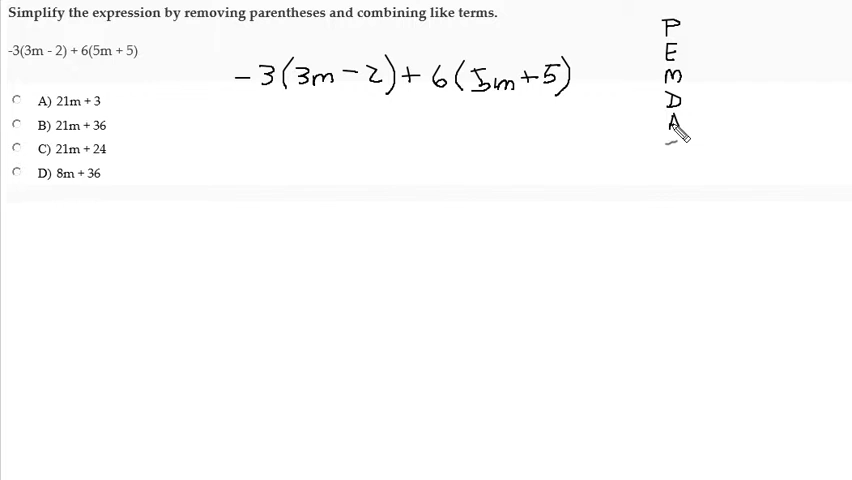 Simplify the expression by removing parentheses and combining like terms.
-3(3m - 2) + 6(5m + 5)
-3(3m-2)+6(5m+5)
A) 21m + 3
B) 21m + 36
C) 21m + 24
D) 8m + 36
P
E
M
D
A